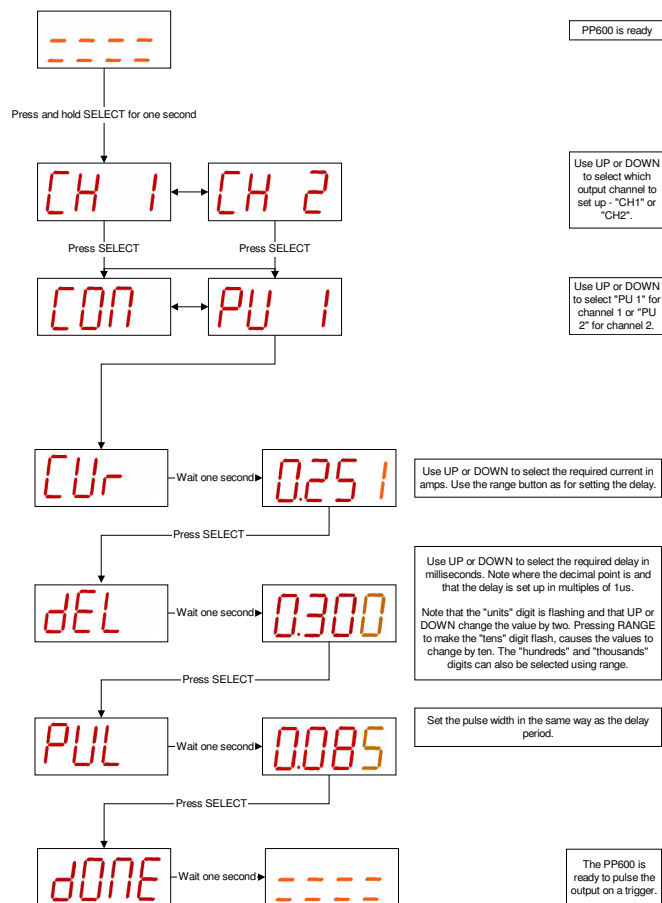 PP600 is ready
Press and hold SELECT for one second
CH 1
CH 2
Use UP or DOWN
to select which
output channel to
set up - "CH1" or
"CH2".
Press SELECT
Press SELECT
CON
PU 1
Use UP or DOWN
to select "PU 1" for
channel 1 or "PU
2" for channel 2.
CUr
Wait one second
0.251
Use UP or DOWN to select the required current in
amps. Use the range button as for setting the delay.
Press SELECT
dEL
Wait one second
0.300
Use UP or DOWN to select the required delay in
milliseconds. Note where the decimal point is and
that the delay is set up in multiples of 1us.
Note that the "units" digit is flashing and that UP or
DOWN change the value by two. Pressing RANGE
to make the "tens" digit flash, causes the values to
change by ten. The "hundreds" and "thousands"
digits can also be selected using range.
Press SELECT
PUL
Wait one second
0.085
Set the pulse width in the same way as the delay
period.
Press SELECT
dONE
Wait one second
The PP600 is
ready to pulse the
output on a trigger.